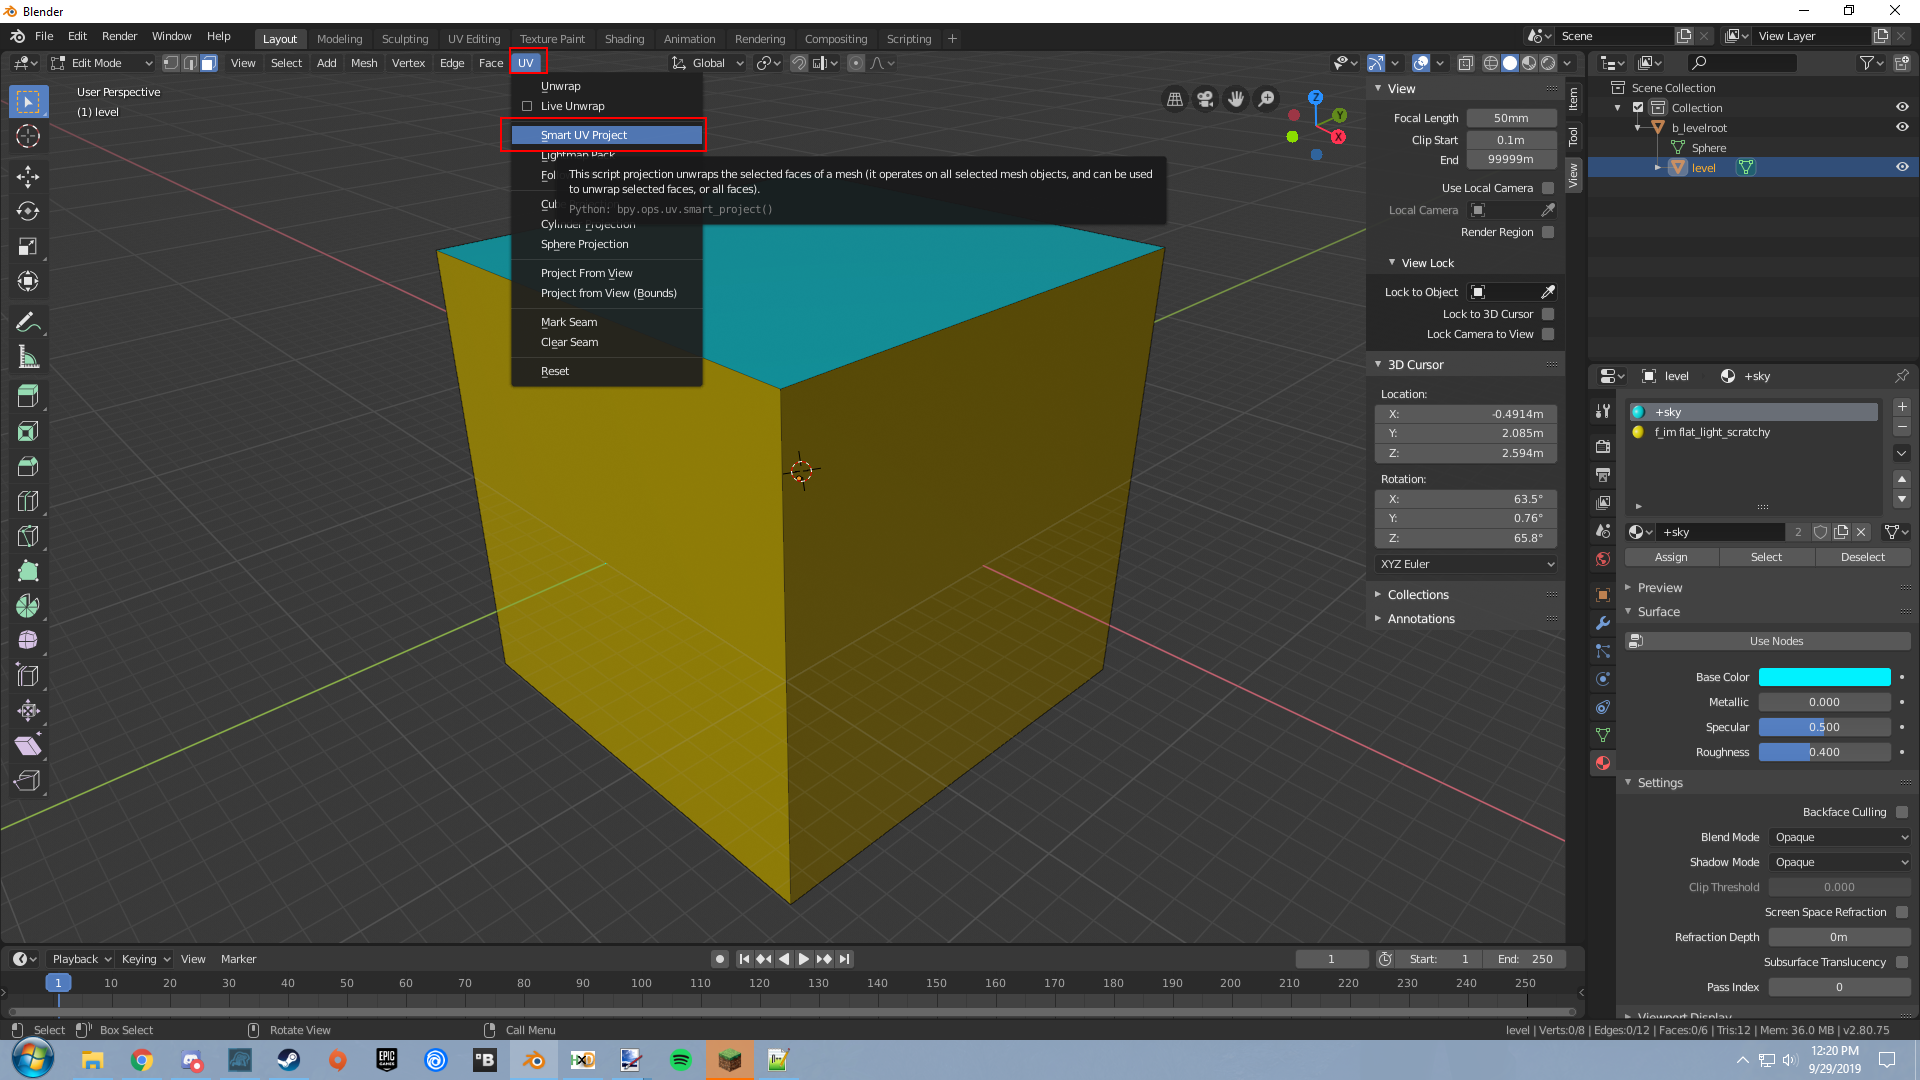 Blender
File Edit Render Window Help
Layout Modeling Sculpting UV Editing Texture Paint Shading Animation Rendering Compositing Scripting
Scene
View Layer
Edit Mode View Select Add Mesh Vertex Edge Face UV Global
User Perspective
(1) level
Unwrap
Live Unwrap
Smart UV Project
Lightmap Pack
Fol
This script projection unwraps the selected faces of a mesh (it operates on all selected mesh objects, and can be used
to unwrap selected faces, or all faces).
Cu
Python: bpy.ops.uv.smart_project()
Cylinder Projection
Sphere Projection
Project From View
Project from View (Bounds)
Mark Seam
Clear Seam
Reset
Z
Y
X
View
Focal Length 50mm
Clip Start 0.1m
End 99999m
Use Local Camera
Local Camera
Render Region
View Lock
Lock to Object
Lock to 3D Cursor
Lock Camera to View
3D Cursor
Location:
X: -0.4914m
Y: 2.085m
Z: 2.594m
Rotation:
X: 63.5°
Y: 0.76°
Z: 65.8°
XYZ Euler
Collections
Annotations
Item
Tool
View
Scene Collection
Collection
b_levelroot
Sphere
level
level +sky
+sky
f_im flat_light_scratchy
+sky 2
Assign Select Deselect
Preview
Surface
Use Nodes
Base Color
Metallic 0.000
Specular 0.500
Roughness 0.400
Settings
Backface Culling
Blend Mode Opaque
Shadow Mode Opaque
Clip Threshold 0.000
Screen Space Refraction
Refraction Depth 0m
Subsurface Translucency
Pass Index 0
Viewport Display
Playback Keying View Marker
1 Start: 1 End: 250
1 10 20 30 40 50 60 70 80 90 100 110 120 130 140 150 160 170 180 190 200 210 220 230 240 250
Select Box Select Rotate View Call Menu
level | Verts:0/8 | Edges:0/12 | Faces:0/6 | Tris:12 | Mem: 36.0 MB | v2.80.75
EPIC
GAMES
B
12:20 PM
9/29/2019